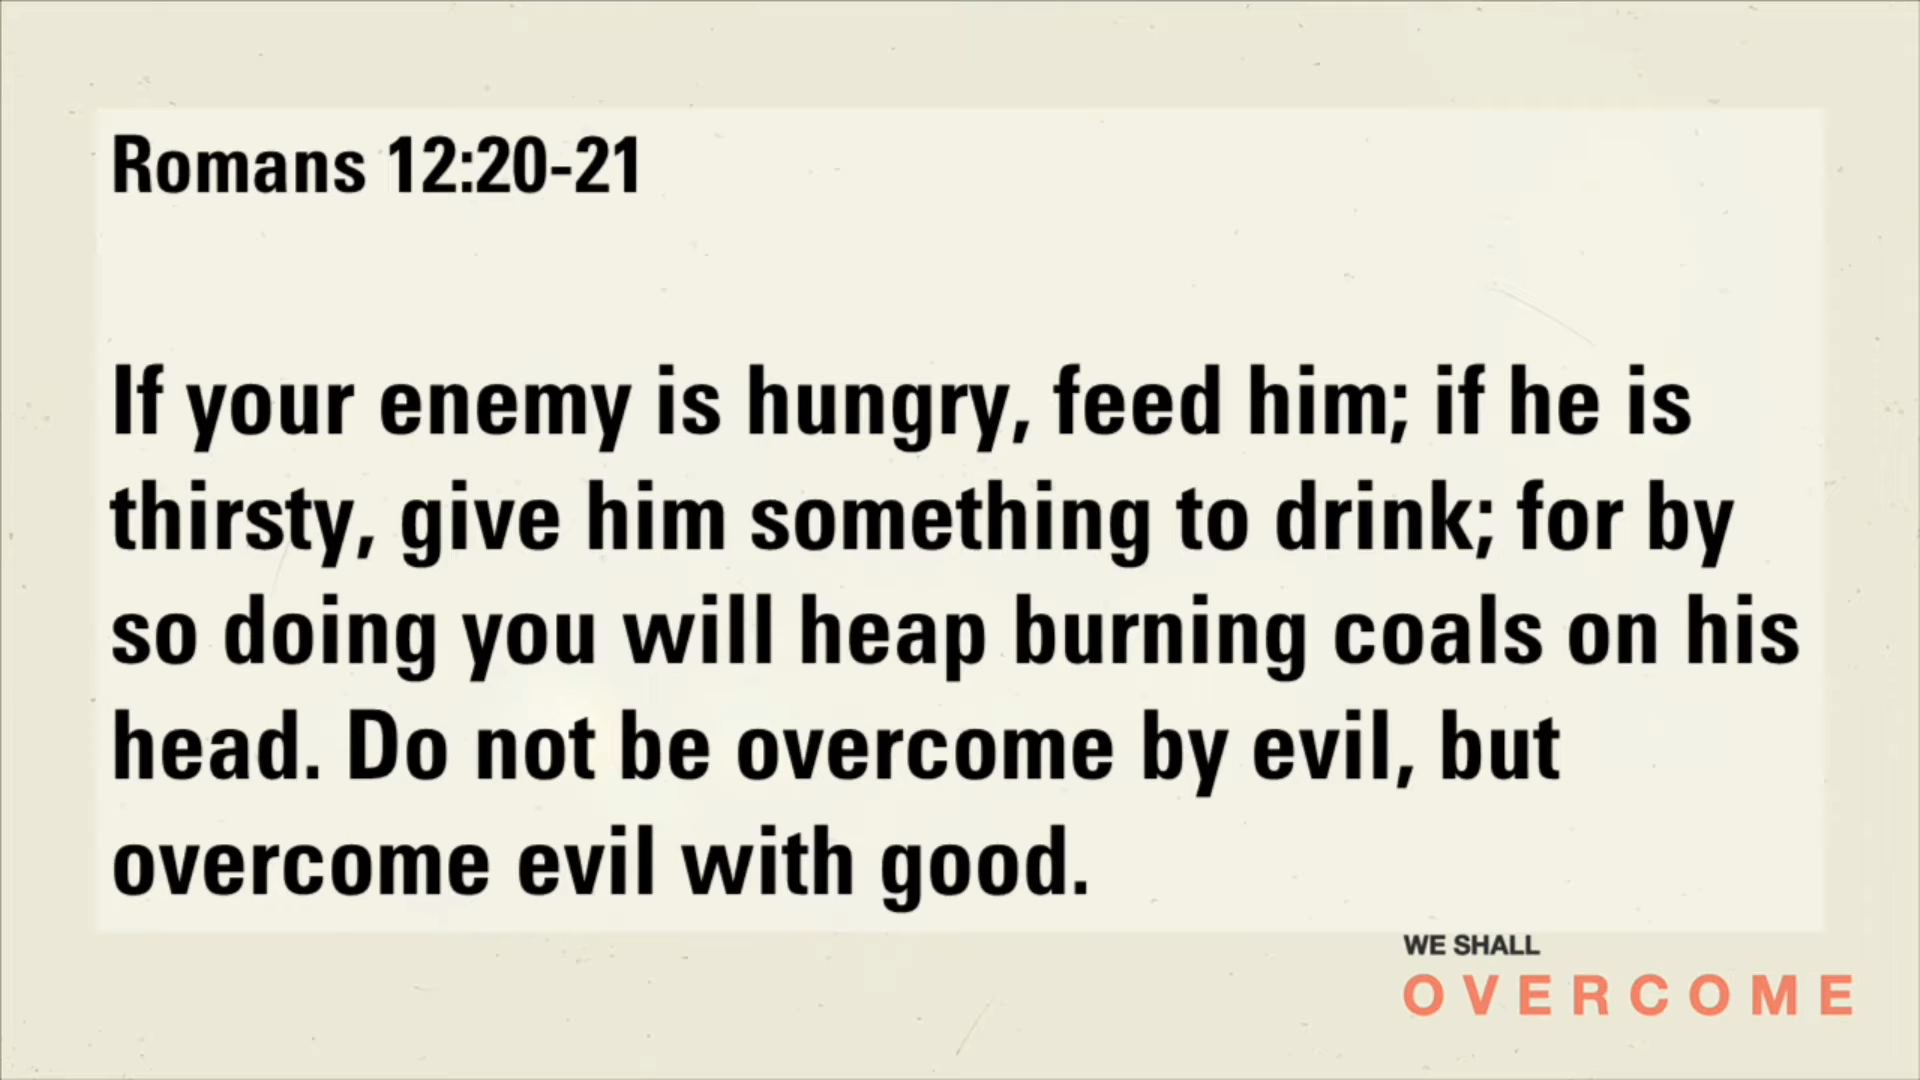 Romans 12:20-21
If your enemy is hungry, feed him; if he is
thirsty, give him something to drink; for by
so doing you will heap burning coals on his
head. Do not be overcome by evil, but
overcome evil with good.
WE SHALL
OVERCOME